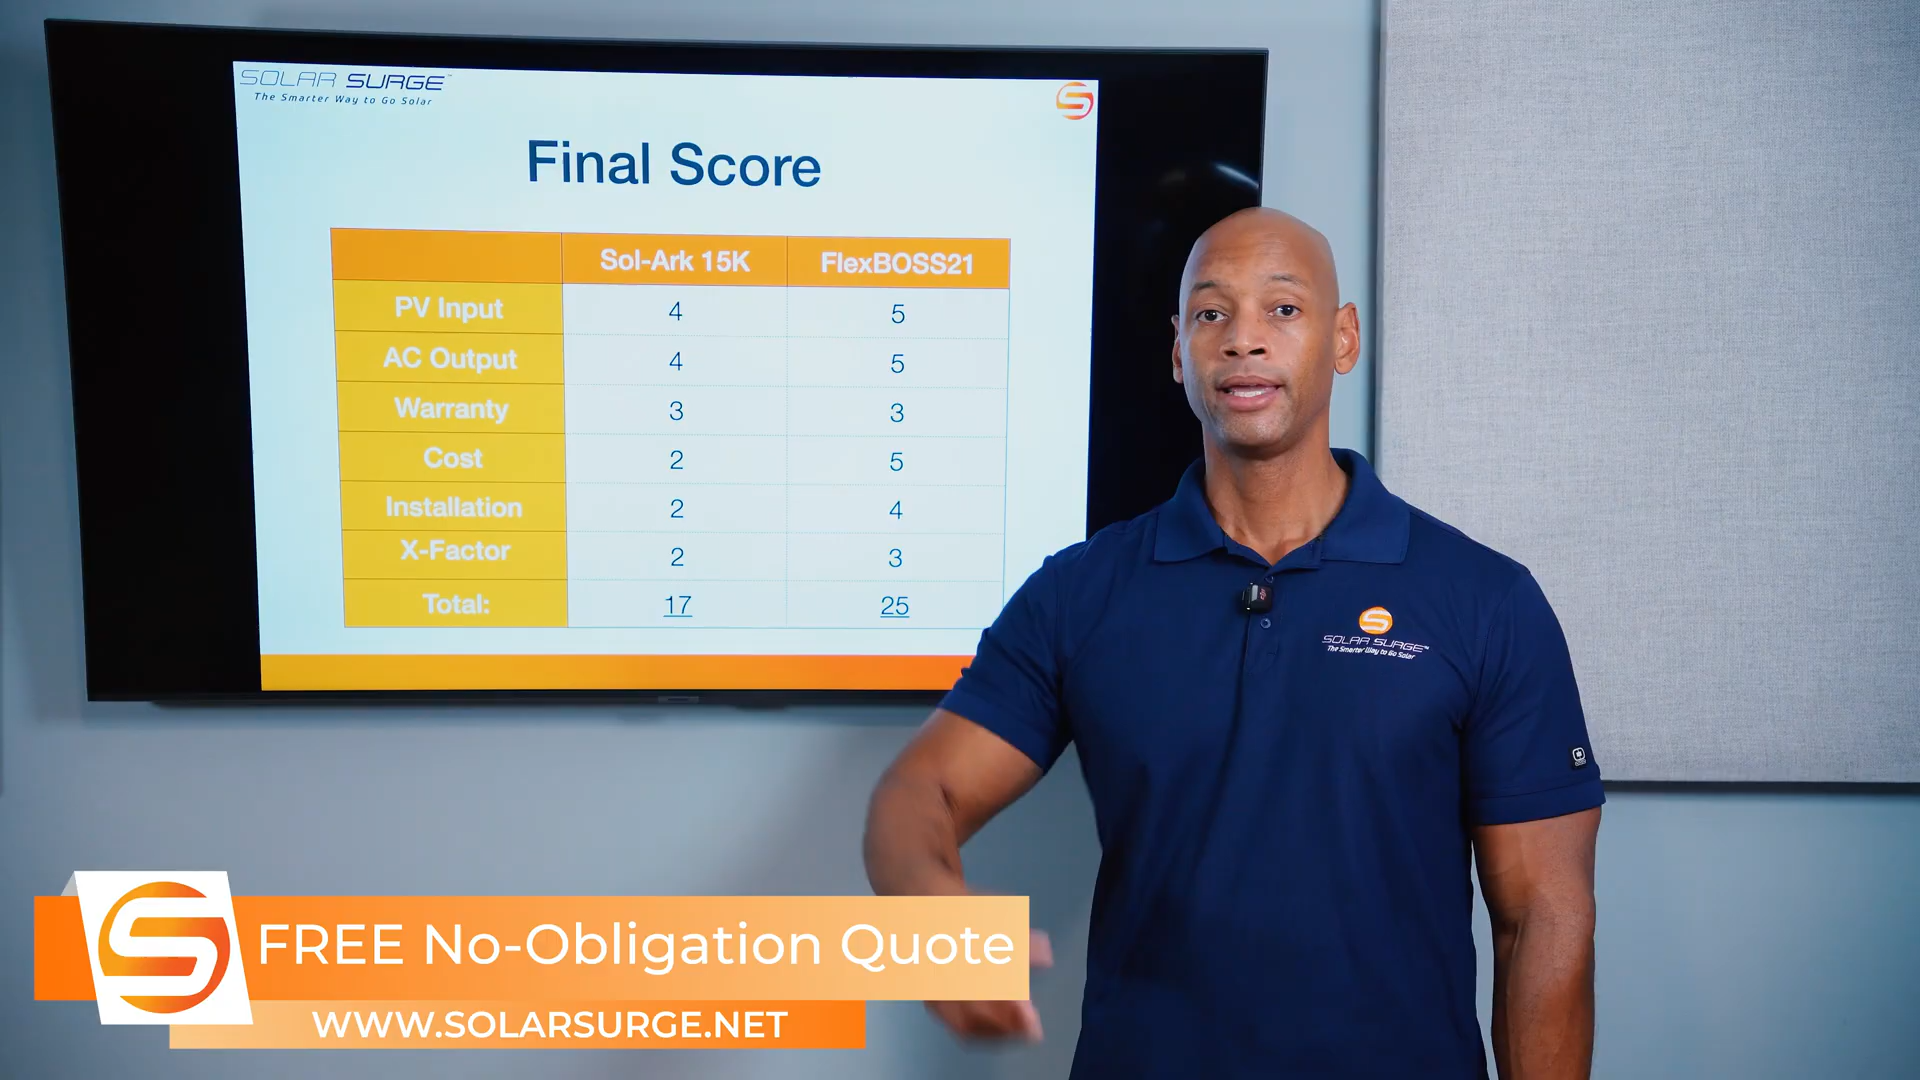 SOLAR SURGE™
The Smarter Way to Go Solar
Final Score
Sol-Ark 15K FlexBOSS21
PV Input 4 5
AC Output 4 5
Warranty 3 3
Cost 2 5
Installation 2 4
X-Factor 2 3
Total: 17 25
SOLAR SURGE™
The Smarter Way to Go Solar
FREE No-Obligation Quote
WWW.SOLARSURGE.NET